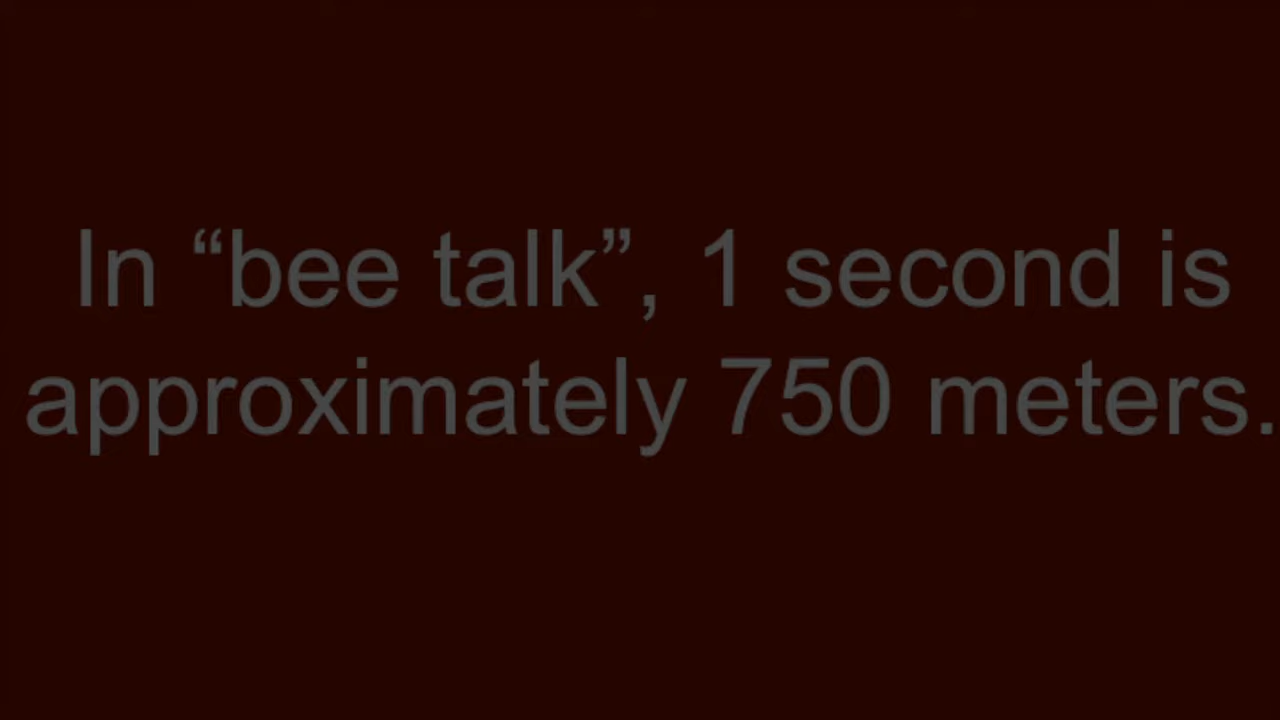 In “bee talk”, 1 second is
approximately 750 meters.